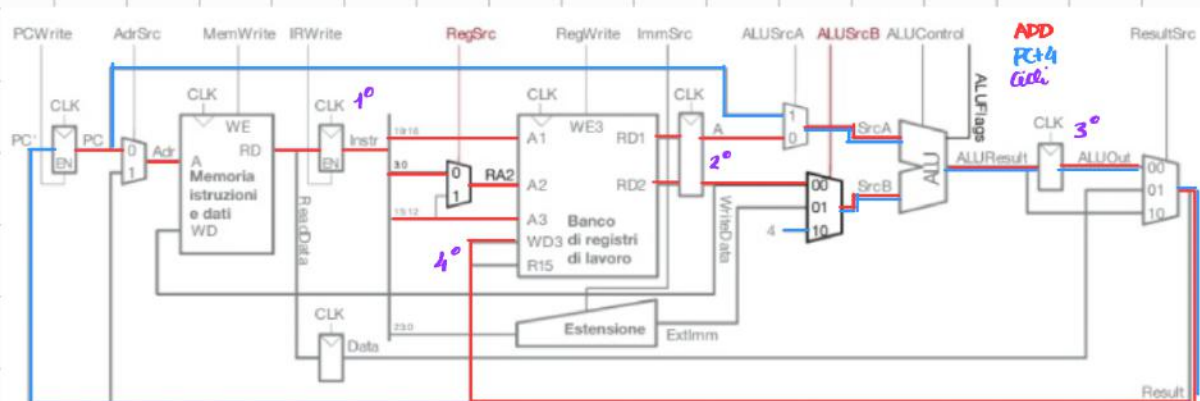 PCWrite AdrSrc MemWrite IRWrite RegSrc RegWrite ImmSrc ALUSrcA ALUSrcB ALUControl ResultSrc
ADD
PC+4
Cicli
ALUFlags
CLK CLK CLK CLK CLK CLK
1° 3°
PC' PC EN
0 1 Adr
WE
A RD
Memoria
istruzioni
e dati
WD
EN Instr
ReadData
19:16
3:0
15:12
23:0
0 1 RA2
A1 WE3 RD1
A2 RD2
A3 Banco
WD3 di registri
R15 di lavoro
4°
A
2°
WriteData
1
0
SrcA
00
01
10
4
SrcB
ALU
ALUResult ALUOut
00
01
10
Estensione ExtImm
CLK
Data
Result